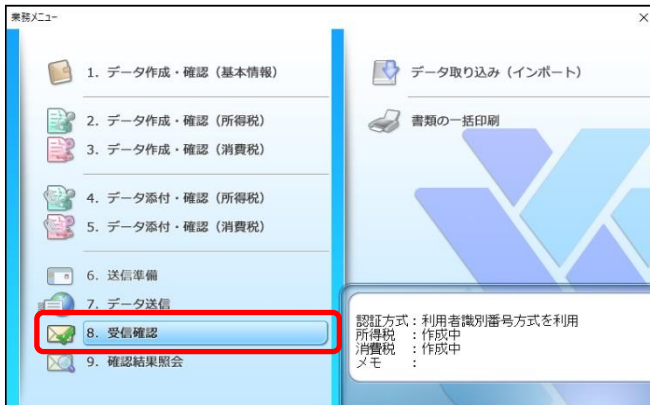 業務メニュー
1. データ作成・確認（基本情報）
2. データ作成・確認（所得税）
3. データ作成・確認（消費税）
4. データ添付・確認（所得税）
5. データ添付・確認（消費税）
6. 送信準備
7. データ送信
8. 受信確認
9. 確認結果照会
データ取り込み（インポート）
書類の一括印刷
認証方式：利用者識別番号方式を利用
所得税　：作成中
消費税　：作成中
メモ　　：